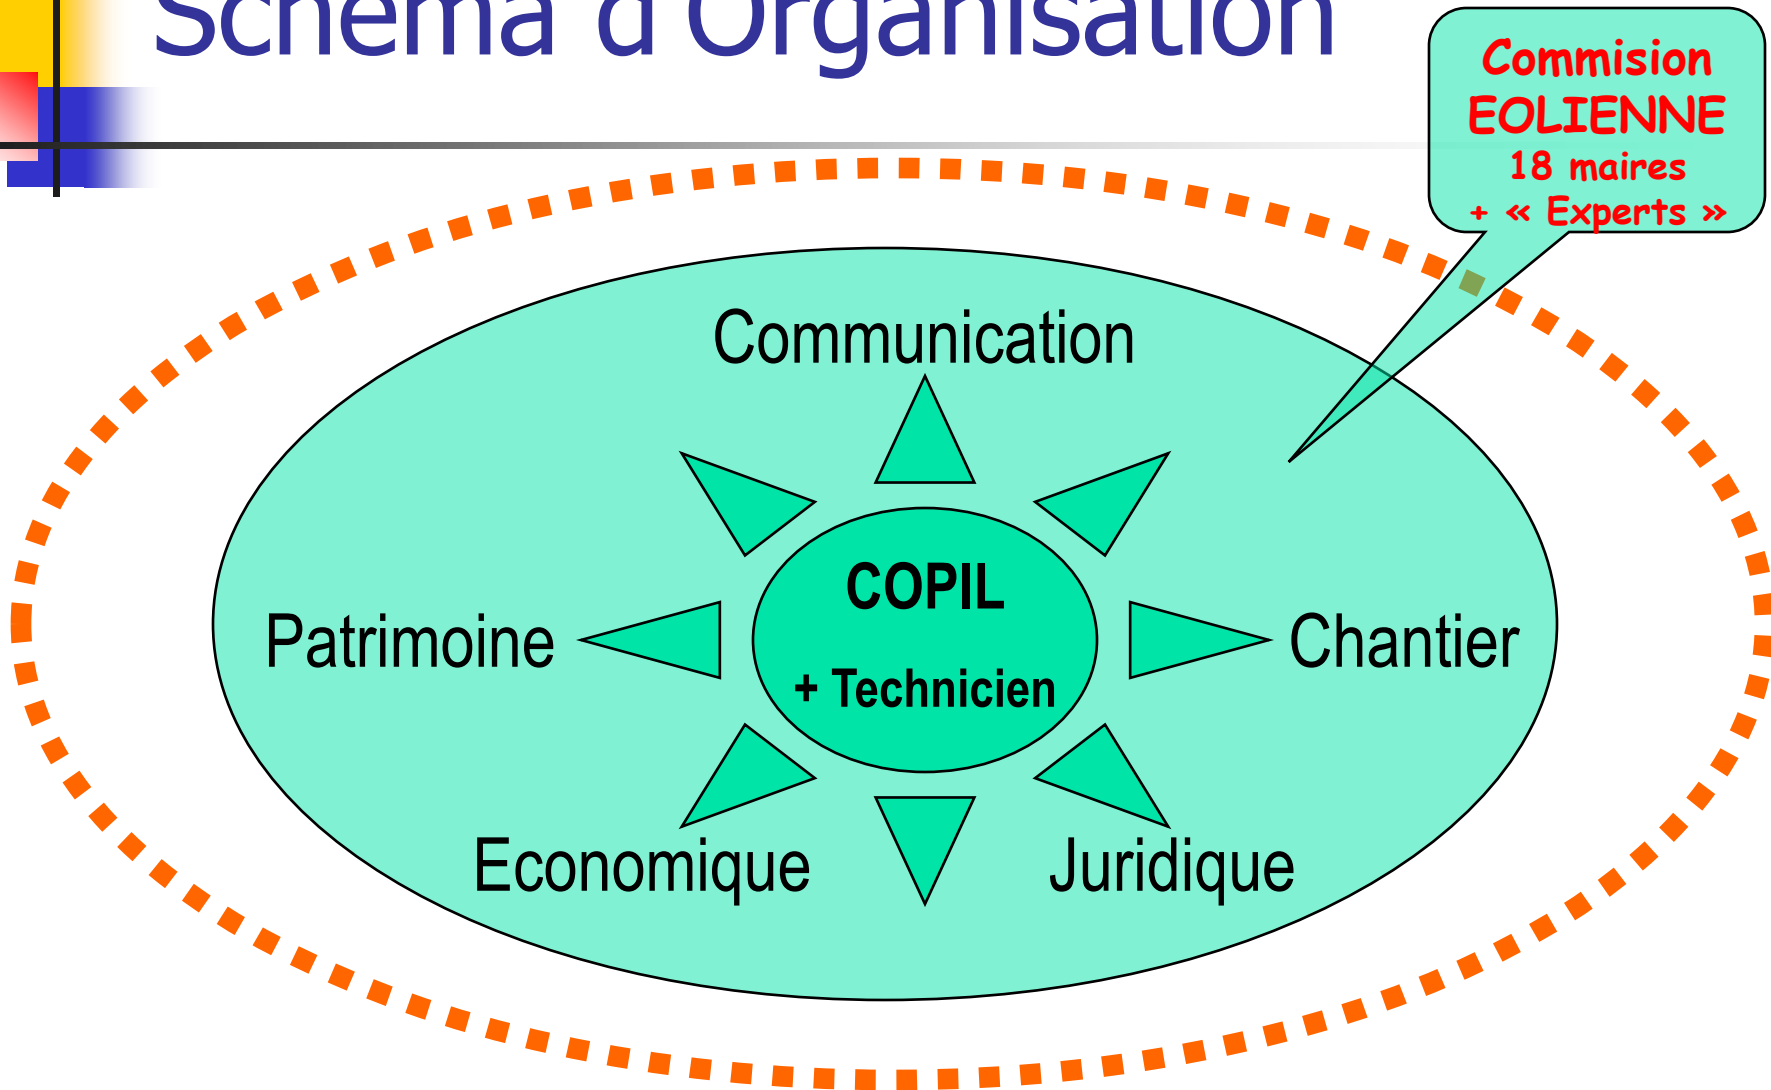 Schéma d'Organisation
Commision
EOLIENNE
18 maires
+ « Experts »
Communication
COPIL
+ Technicien
Patrimoine
Chantier
Economique
Juridique